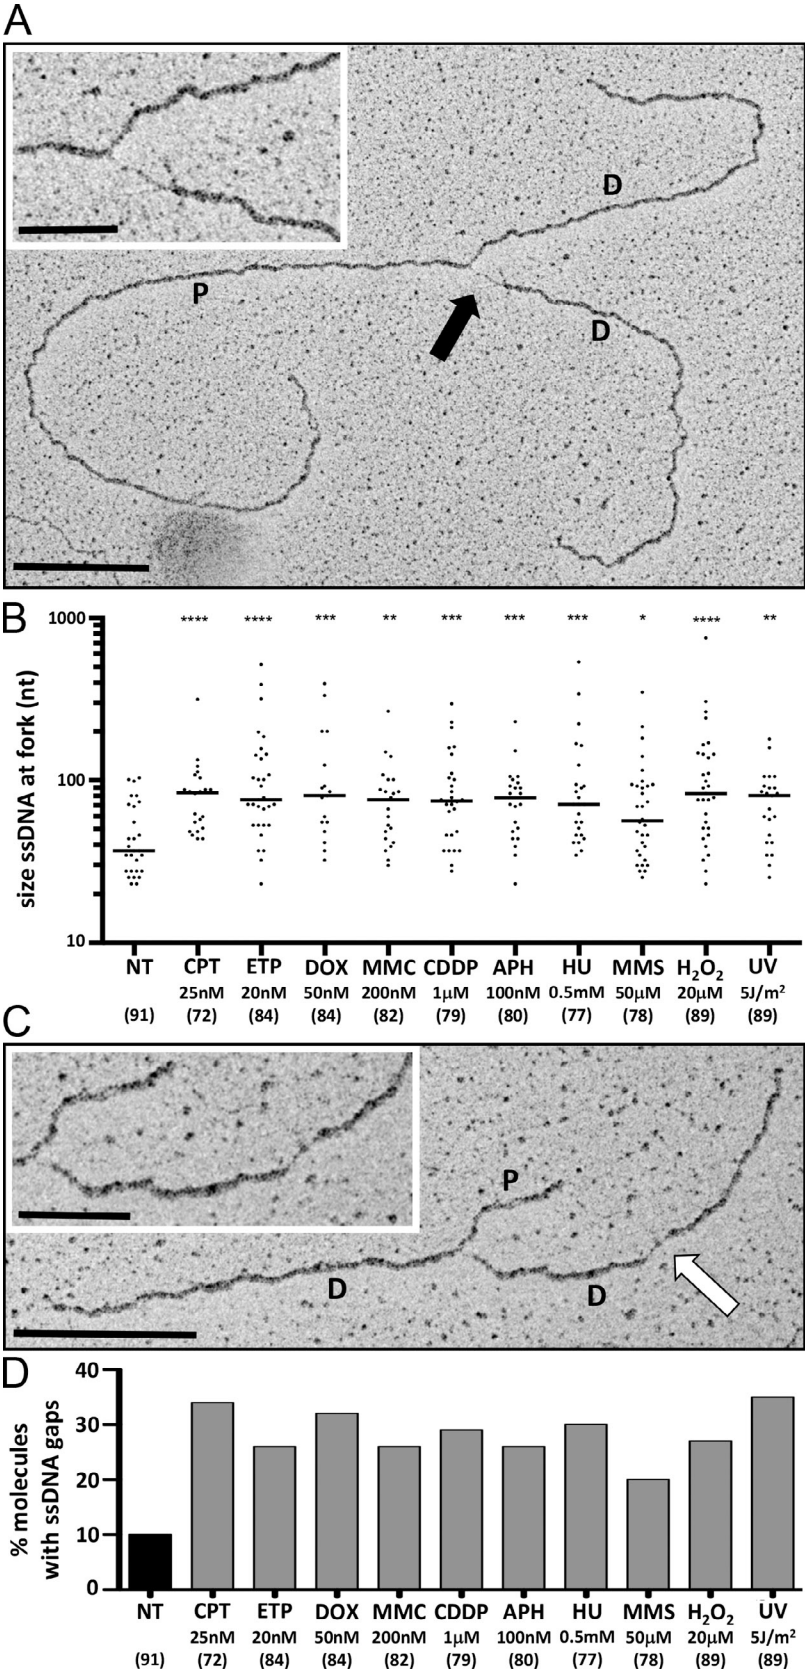 A
P
D
D
B
size ssDNA at fork (nt)
1000
100
10
**** **** *** ** *** *** *** * **** **
NT CPT ETP DOX MMC CDDP APH HU MMS H₂O₂ UV
25nM 20nM 50nM 200nM 1µM 100nM 0.5mM 50µM 20µM 5J/m²
(91) (72) (84) (84) (82) (79) (80) (77) (78) (89) (89)
C
P
D
D
D
% molecules
with ssDNA gaps
40
30
20
10
0
NT CPT ETP DOX MMC CDDP APH HU MMS H₂O₂ UV
25nM 20nM 50nM 200nM 1µM 100nM 0.5mM 50µM 20µM 5J/m²
(91) (72) (84) (84) (82) (79) (80) (77) (78) (89) (89)